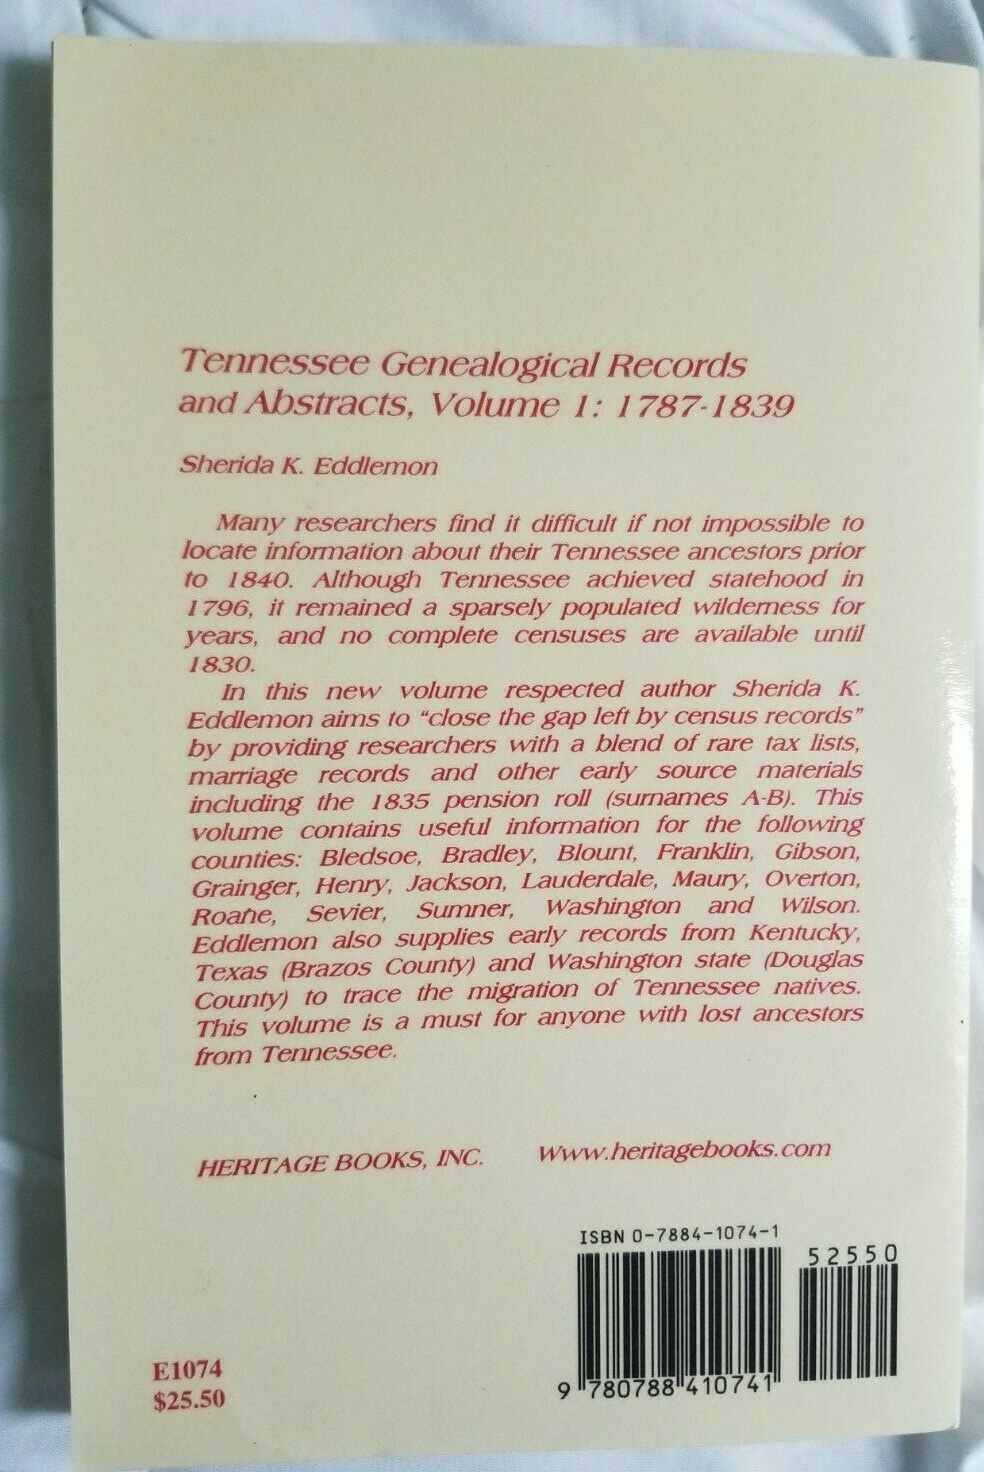 Tennessee Genealogical Records
and Abstracts, Volume 1: 1787-1839
Sherida K. Eddlemon
Many researchers find it difficult if not impossible to
locate information about their Tennessee ancestors prior
to 1840. Although Tennessee achieved statehood in
1796, it remained a sparsely populated wilderness for
years, and no complete censuses are available until
1830.
In this new volume respected author Sherida K.
Eddlemon aims to "close the gap left by census records"
by providing researchers with a blend of rare tax lists,
marriage records and other early source materials
including the 1835 pension roll (surnames A-B). This
volume contains useful information for the following
counties: Bledsoe, Bradley, Blount, Franklin, Gibson,
Grainger, Henry, Jackson, Lauderdale, Maury, Overton,
Roane, Sevier, Sumner, Washington and Wilson.
Eddlemon also supplies early records from Kentucky,
Texas (Brazos County) and Washington state (Douglas
County) to trace the migration of Tennessee natives.
This volume is a must for anyone with lost ancestors
from Tennessee.
HERITAGE BOOKS, INC. Www.heritagebooks.com
ISBN 0-7884-1074-1
52550
9 780788 410741
E1074
$25.50